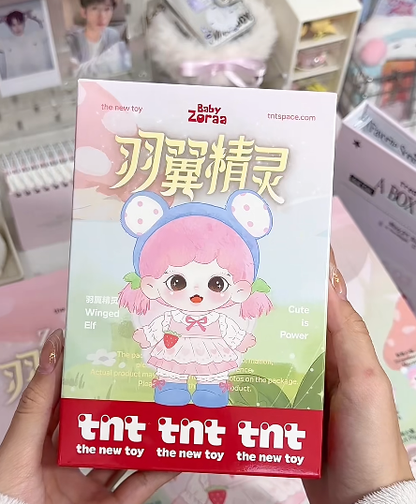 the new toy
Baby
Zoraa
tntspace.com
羽翼精灵
羽翼精灵
Winged
Elf
Cute
is
Power
tnt tnt tnt
the new toy the new toy the new toy
A BOX